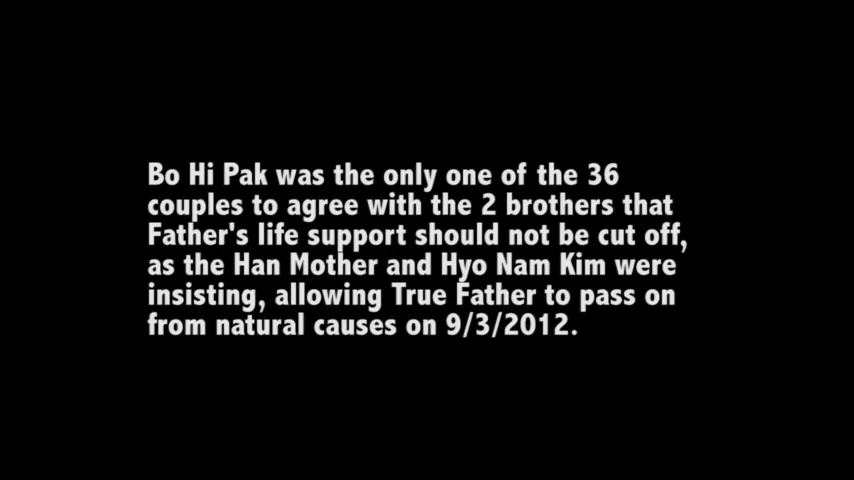 Bo Hi Pak was the only one of the 36
couples to agree with the 2 brothers that
Father's life support should not be cut off,
as the Han Mother and Hyo Nam Kim were
insisting, allowing True Father to pass on
from natural causes on 9/3/2012.